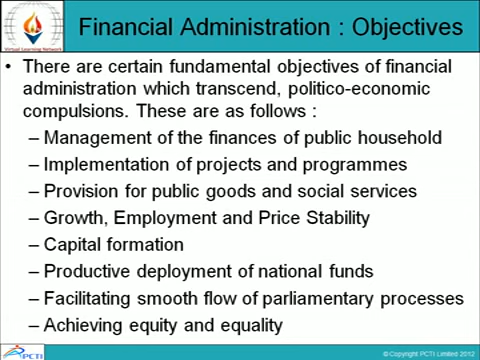 Financial Administration : Objectives
Virtual Learning Network
• There are certain fundamental objectives of financial
administration which transcend, politico-economic
compulsions. These are as follows :
– Management of the finances of public household
– Implementation of projects and programmes
– Provision for public goods and social services
– Growth, Employment and Price Stability
– Capital formation
– Productive deployment of national funds
– Facilitating smooth flow of parliamentary processes
– Achieving equity and equality
PCTI
© Copyright PCTI Limited 2012